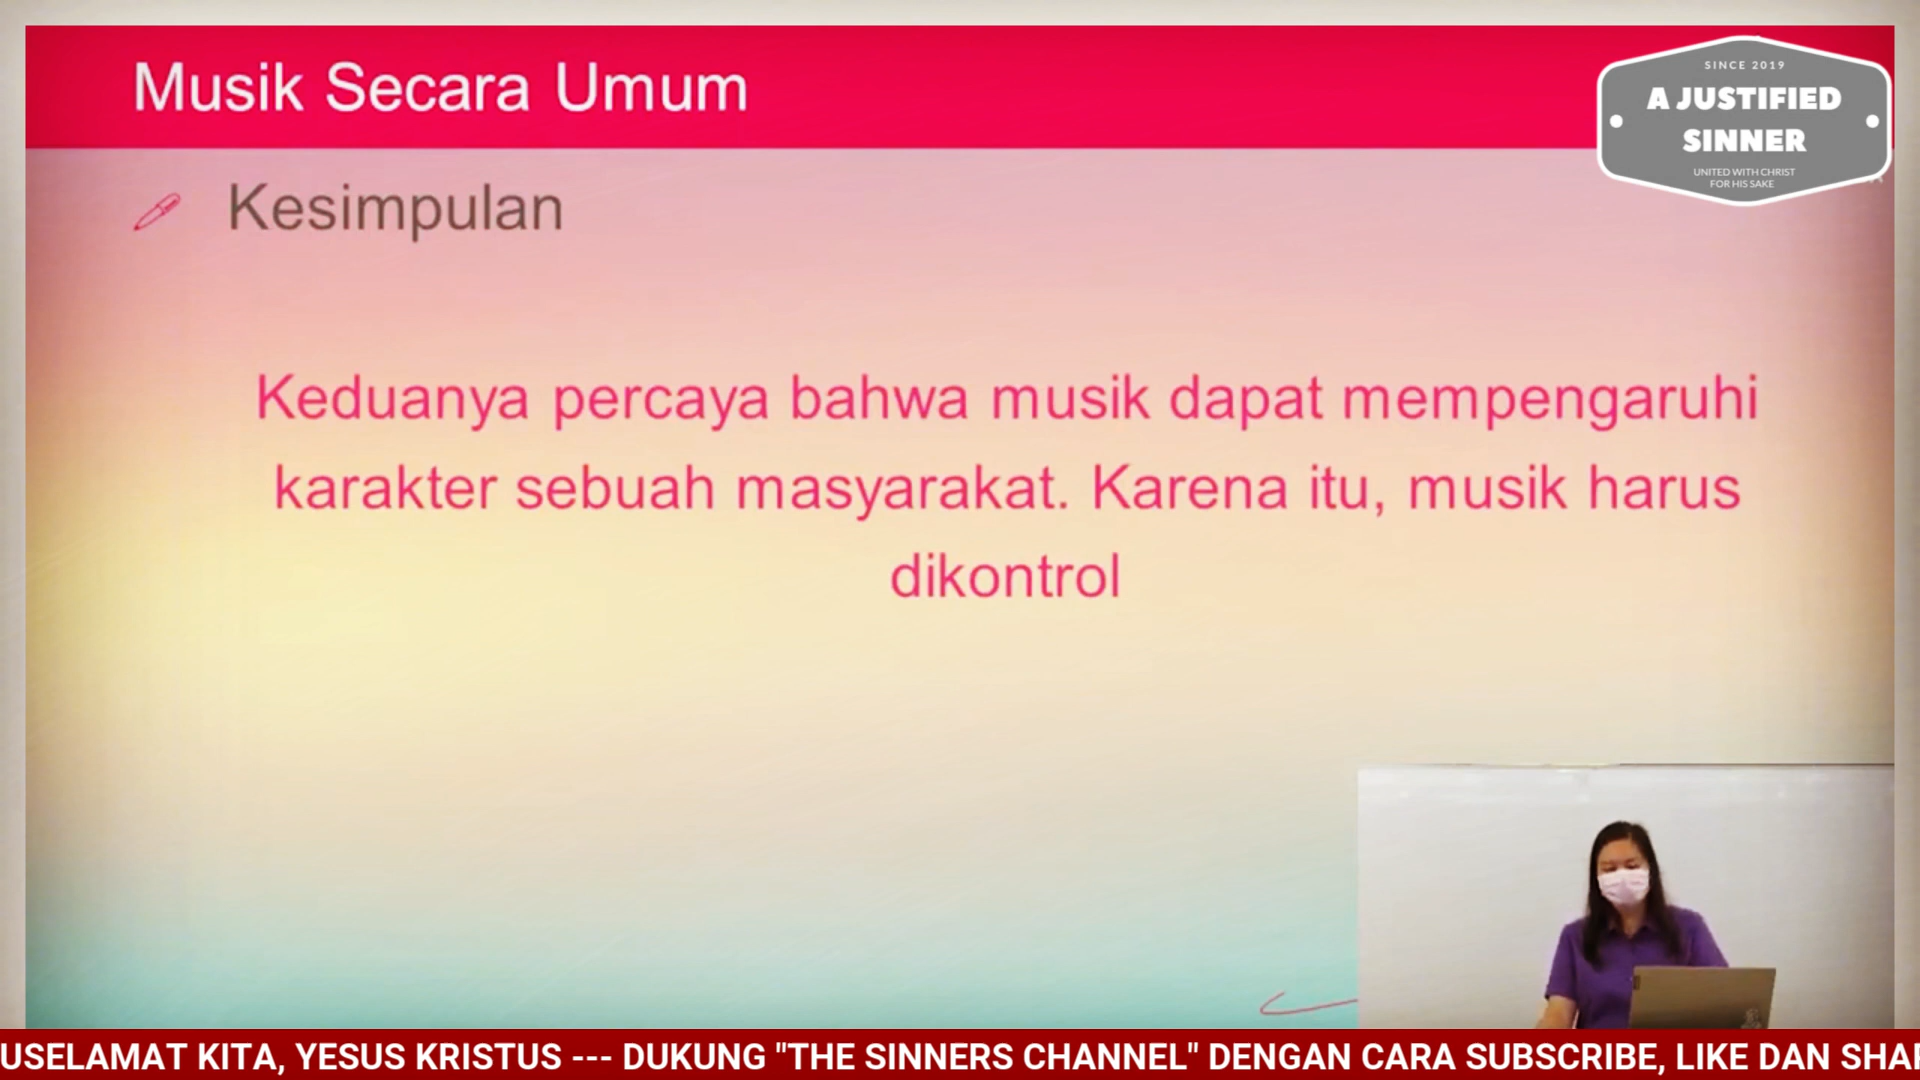 Musik Secara Umum
SINCE 2019
A JUSTIFIED
SINNER
UNITED WITH CHRIST
FOR HIS SAKE
Kesimpulan
Keduanya percaya bahwa musik dapat mempengaruhi
karakter sebuah masyarakat. Karena itu, musik harus
dikontrol
USELAMAT KITA, YESUS KRISTUS --- DUKUNG "THE SINNERS CHANNEL" DENGAN CARA SUBSCRIBE, LIKE DAN SHAR